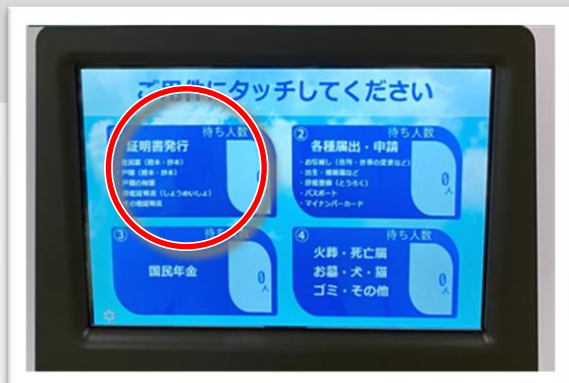 ご用件にタッチしてください
待ち人数
証明書発行
住民票（謄本・抄本）
戸籍（謄本・抄本）
戸籍の附票
印鑑証明書（しょうめいしょ）
その他証明書
0
人
②
待ち人数
各種届出・申請
・お引越し（住所・世帯の変更など）
・出生・婚姻届など
・印鑑登録（とうろく）
・パスポート
・マイナンバーカード
0
人
③
待ち人数
国民年金
0
人
④
待ち人数
火葬・死亡届
お墓・犬・猫
ゴミ・その他
0
人